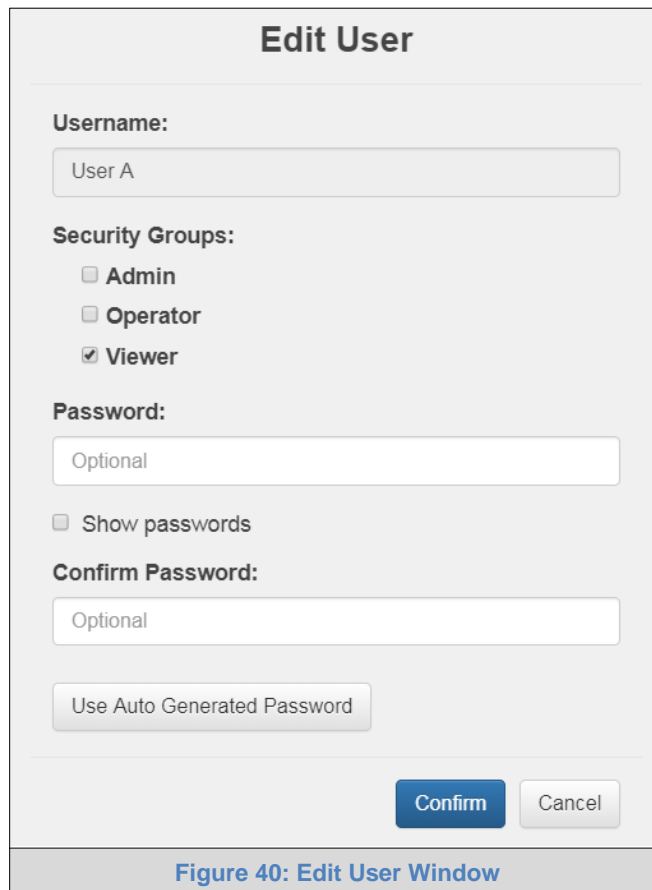 Edit User
Username:
User A
Security Groups:
Admin
Operator
Viewer
Password:
Optional
Show passwords
Confirm Password:
Optional
Use Auto Generated Password
Confirm Cancel
Figure 40: Edit User Window